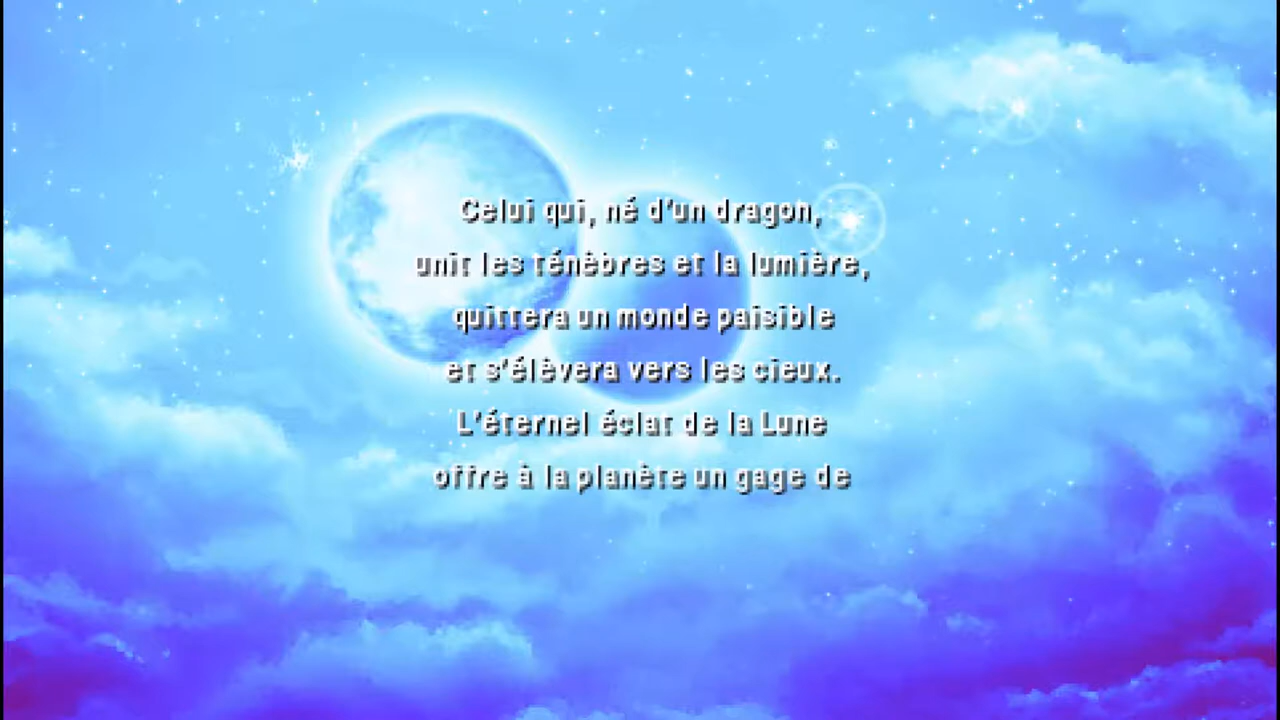 Celui qui, né d'un dragon,
unit les ténèbres et la lumière,
quittera un monde paisible
et s'élèvera vers les cieux.
L'éternel éclat de la Lune
offre à la planète un gage de